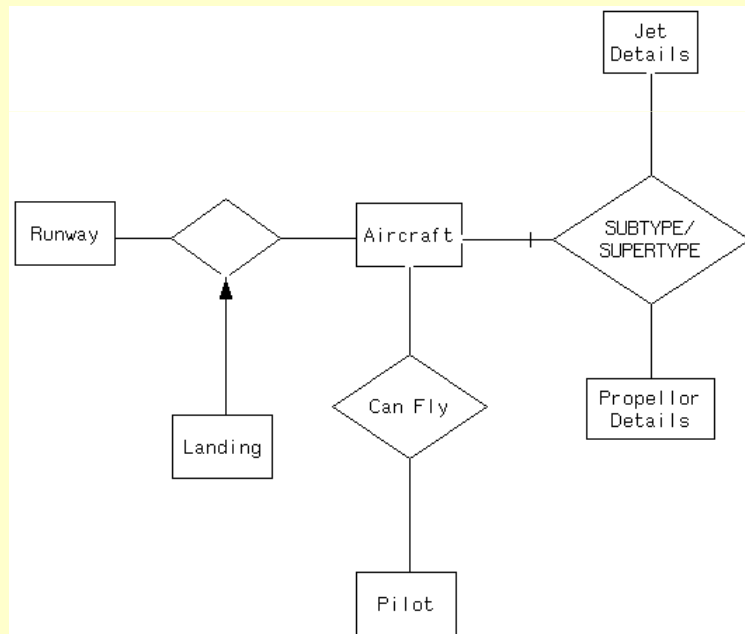 Jet
Details
Runway
Aircraft
SUBTYPE/
SUPERTYPE
Can Fly
Propellor
Details
Landing
Pilot